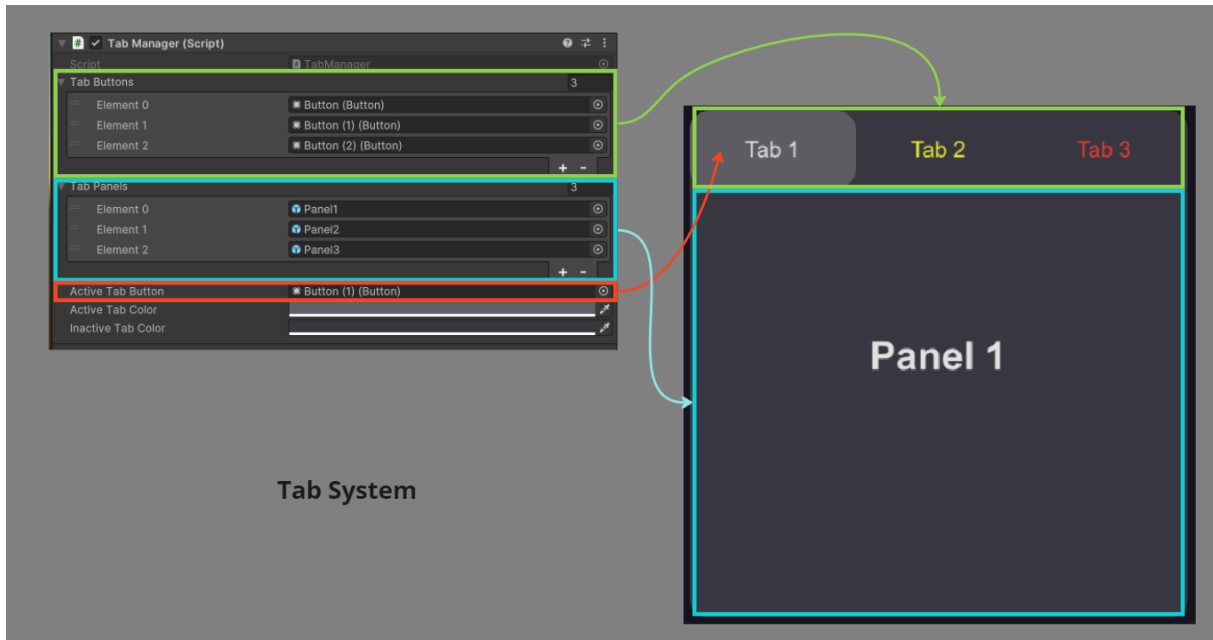 Tab Manager (Script)
Script TabManager
Tab Buttons 3
Element 0 Button (Button)
Element 1 Button (1) (Button)
Element 2 Button (2) (Button)
+ -
Tab Panels 3
Element 0 Panel1
Element 1 Panel2
Element 2 Panel3
+ -
Active Tab Button Button (1) (Button)
Active Tab Color
Inactive Tab Color
Tab System
Tab 1 Tab 2 Tab 3
Panel 1